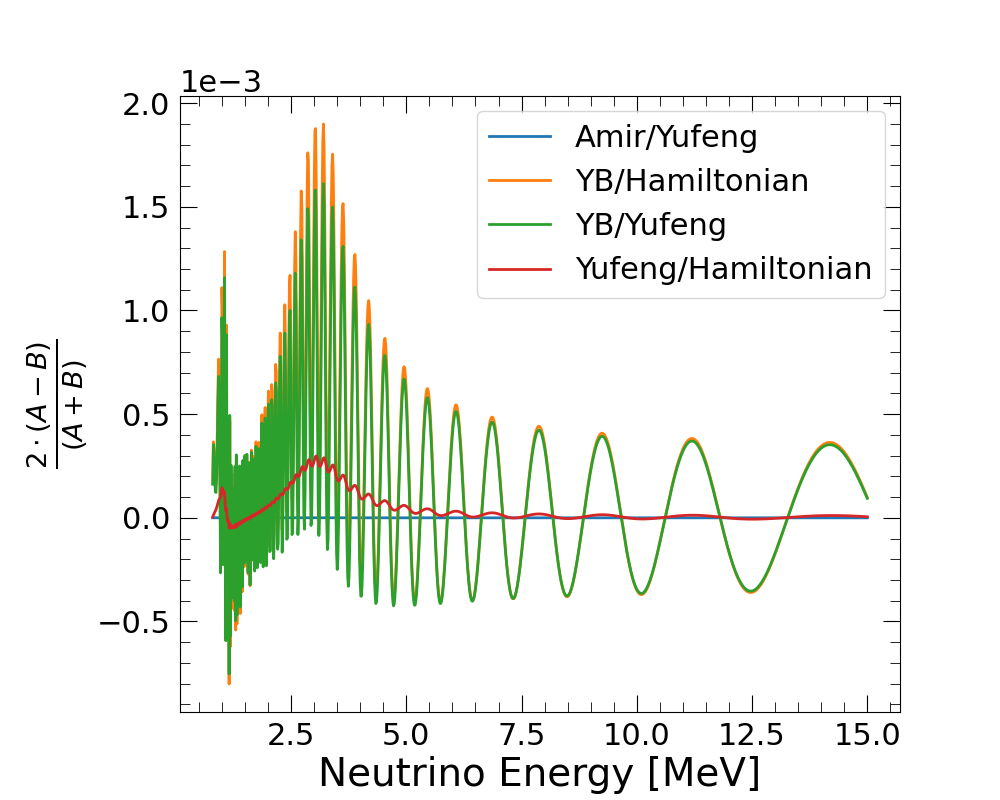 1e−3
2.0
1.5
1.0
0.5
0.0
−0.5
2 · (A − B)
(A + B)
Amir/Yufeng
YB/Hamiltonian
YB/Yufeng
Yufeng/Hamiltonian
2.5 5.0 7.5 10.0 12.5 15.0
Neutrino Energy [MeV]